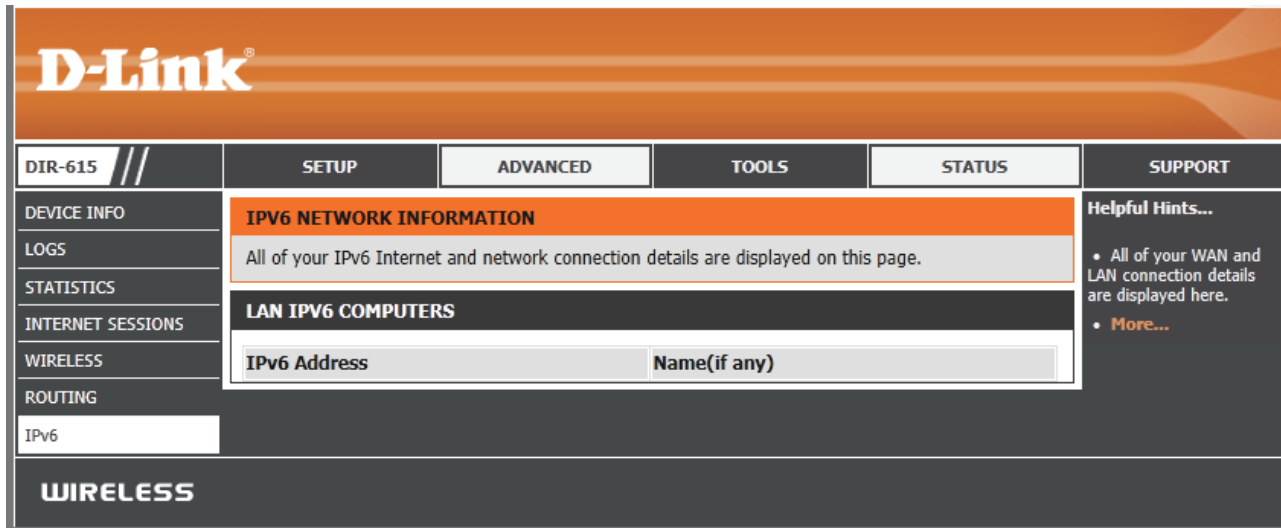 D-Link®
DIR-615
SETUP
ADVANCED
TOOLS
STATUS
SUPPORT
DEVICE INFO
LOGS
STATISTICS
INTERNET SESSIONS
WIRELESS
ROUTING
IPv6
IPV6 NETWORK INFORMATION
All of your IPv6 Internet and network connection details are displayed on this page.
LAN IPV6 COMPUTERS
IPv6 Address
Name(if any)
Helpful Hints...
• All of your WAN and
LAN connection details
are displayed here.
• More...
WIRELESS